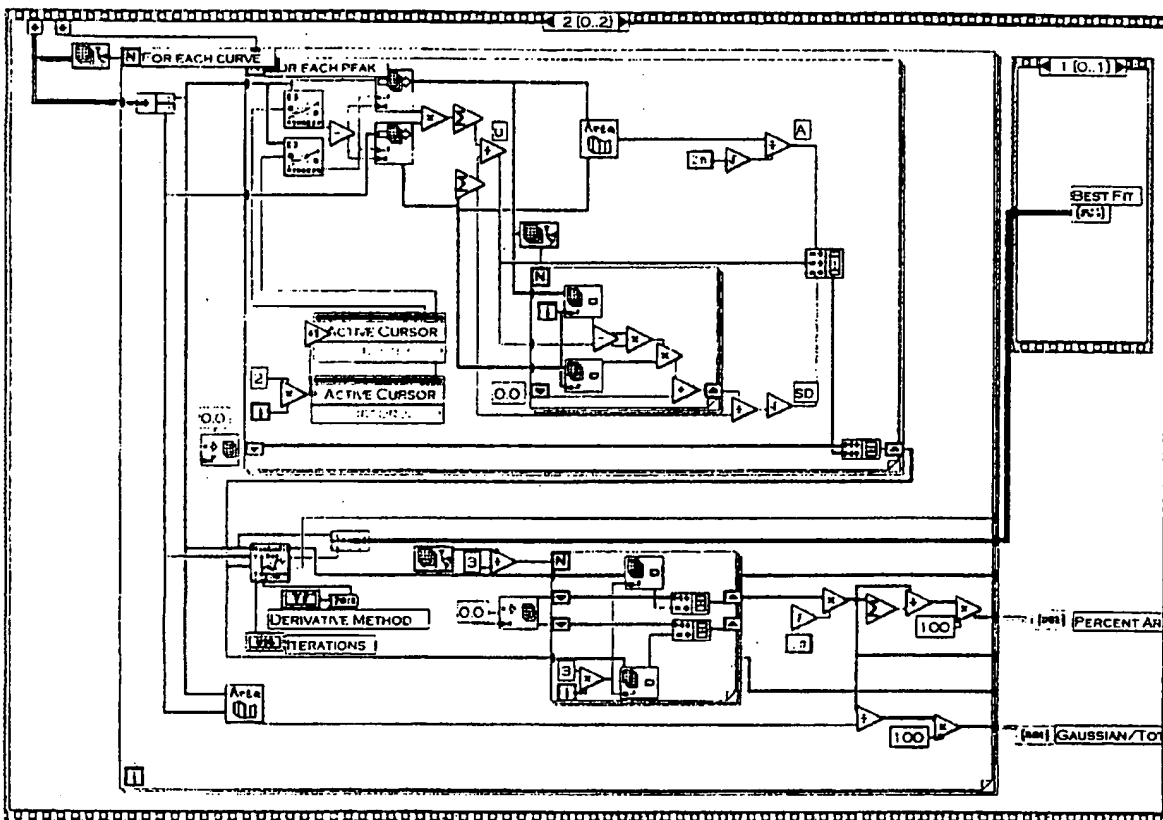 2 [0..2]
N FOR EACH CURVE
OR EACH PEAK
1 [0..1]
U
Area
A
BEST FIT
N
ACTIVE CURSOR
2
ACTIVE CURSOR
i
0.0
SD
0.0
3
N
0.0
DERIVATIVE METHOD
ITERATIONS
3
i
100
PERCENT AR
Area
100
GAUSSIAN/TOT
i